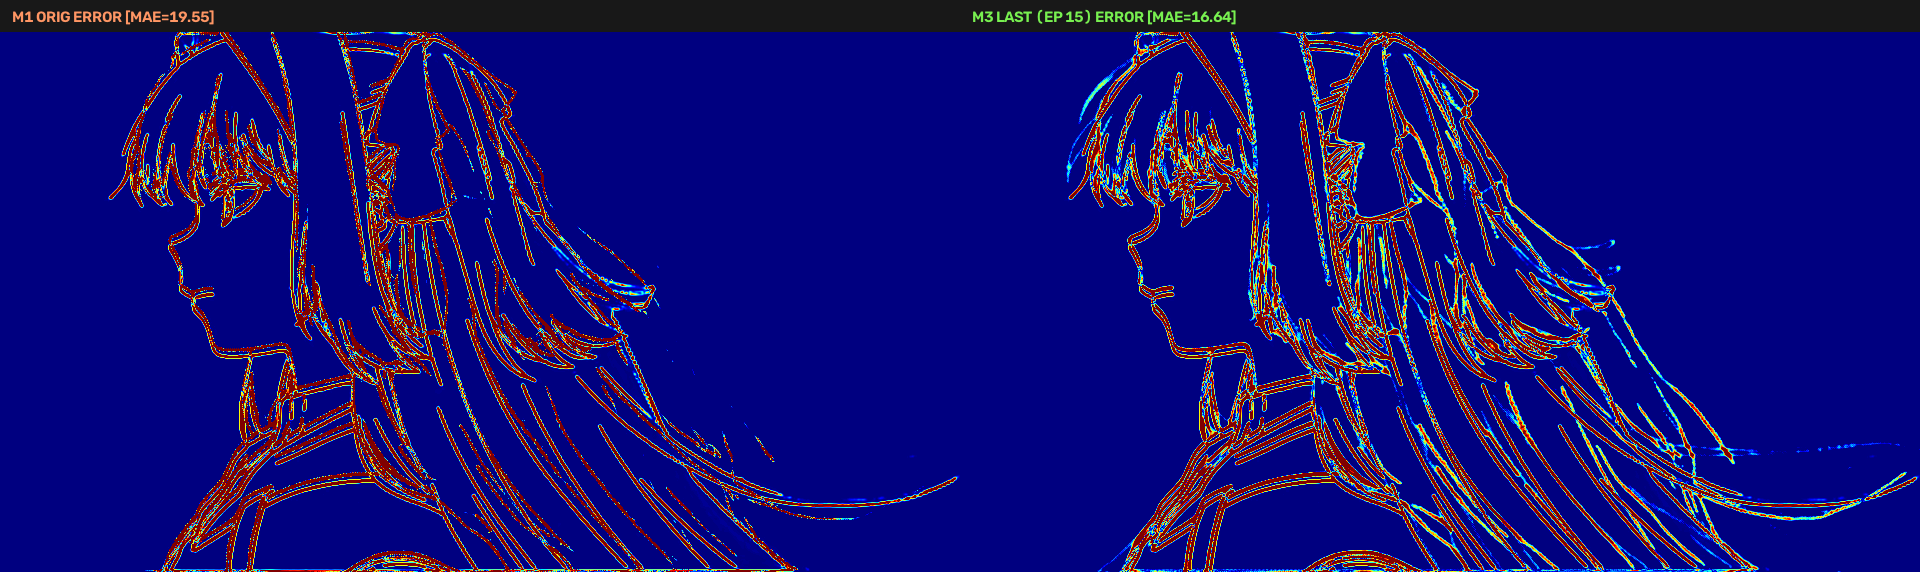 M1 ORIG ERROR [MAE=19.55]
M3 LAST (EP 15) ERROR [MAE=16.64]